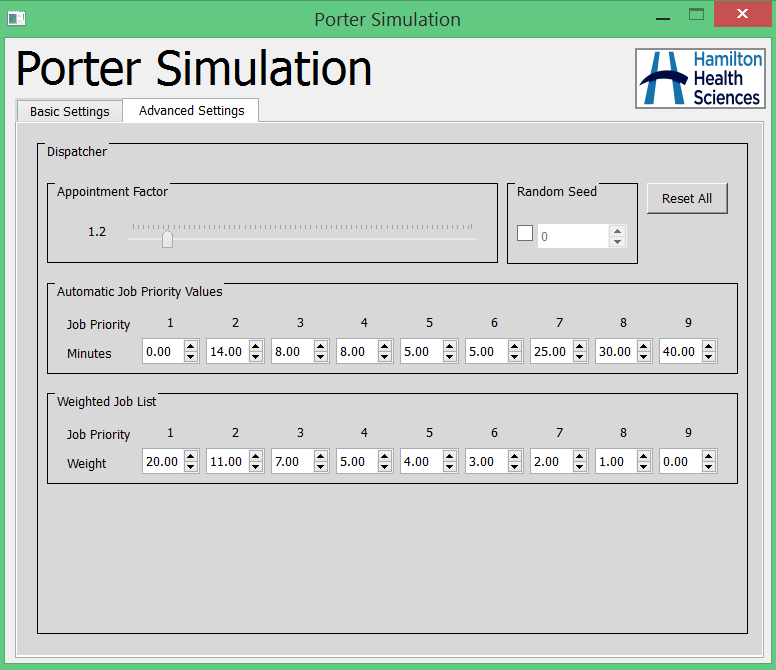 Porter Simulation
Porter Simulation
Hamilton
Health
Sciences
Basic Settings Advanced Settings
Dispatcher
Appointment Factor
1.2
Random Seed
0
Reset All
Automatic Job Priority Values
Job Priority 1 2 3 4 5 6 7 8 9
Minutes 0.00 14.00 8.00 8.00 5.00 5.00 25.00 30.00 40.00
Weighted Job List
Job Priority 1 2 3 4 5 6 7 8 9
Weight 20.00 11.00 7.00 5.00 4.00 3.00 2.00 1.00 0.00